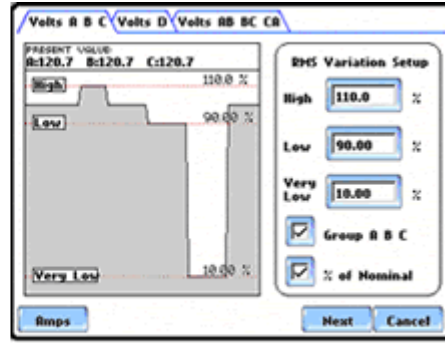 Volts A B C Volts D Volts AB BC CA
PRESENT VALUE
A:120.7 B:120.7 C:120.7
High 110.0 %
Low 90.00 %
Very Low 10.00 %
RMS Variation Setup
High 110.0 %
Low 90.00 %
Very Low 10.00 %
Group A B C
% of Nominal
Amps Next Cancel